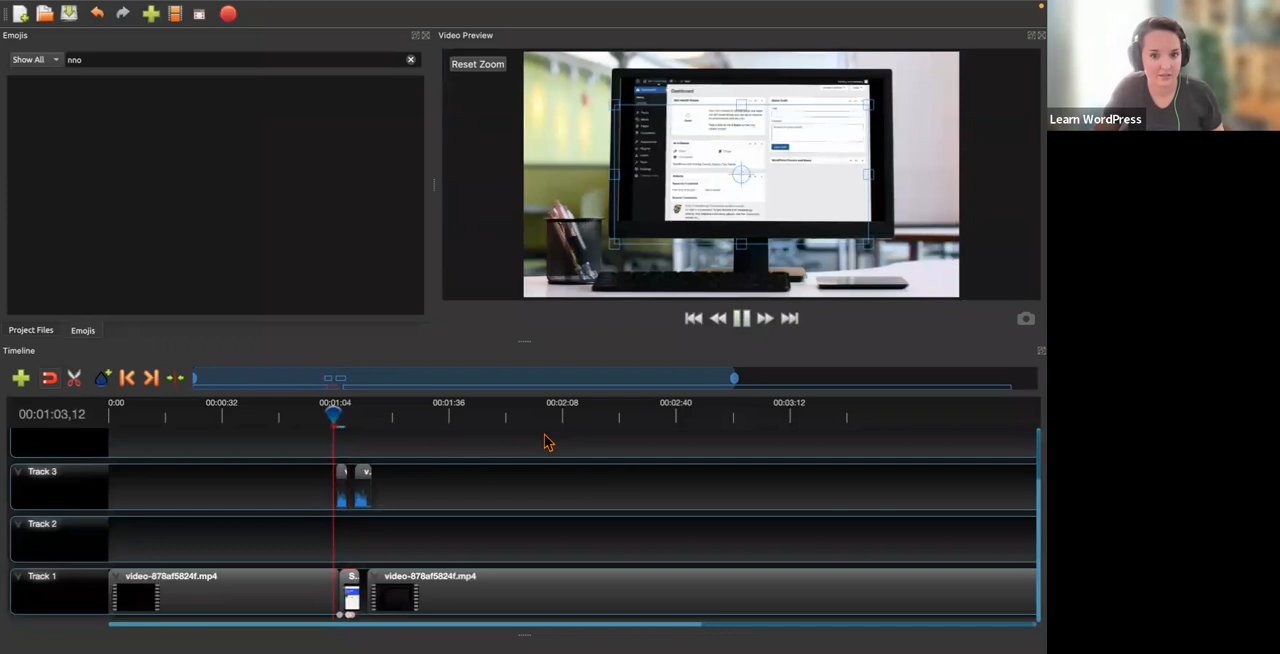 Emojis
Video Preview
Show All
nno
Reset Zoom
Dashboard
Learn WordPress
Project Files
Emojis
Timeline
00:01:03,12
0:00
00:00:32
00:01:04
00:01:36
00:02:08
00:02:40
00:03:12
Track 3
v.
Track 2
Track 1
video-878af5824f.mp4
S..
video-878af5824f.mp4